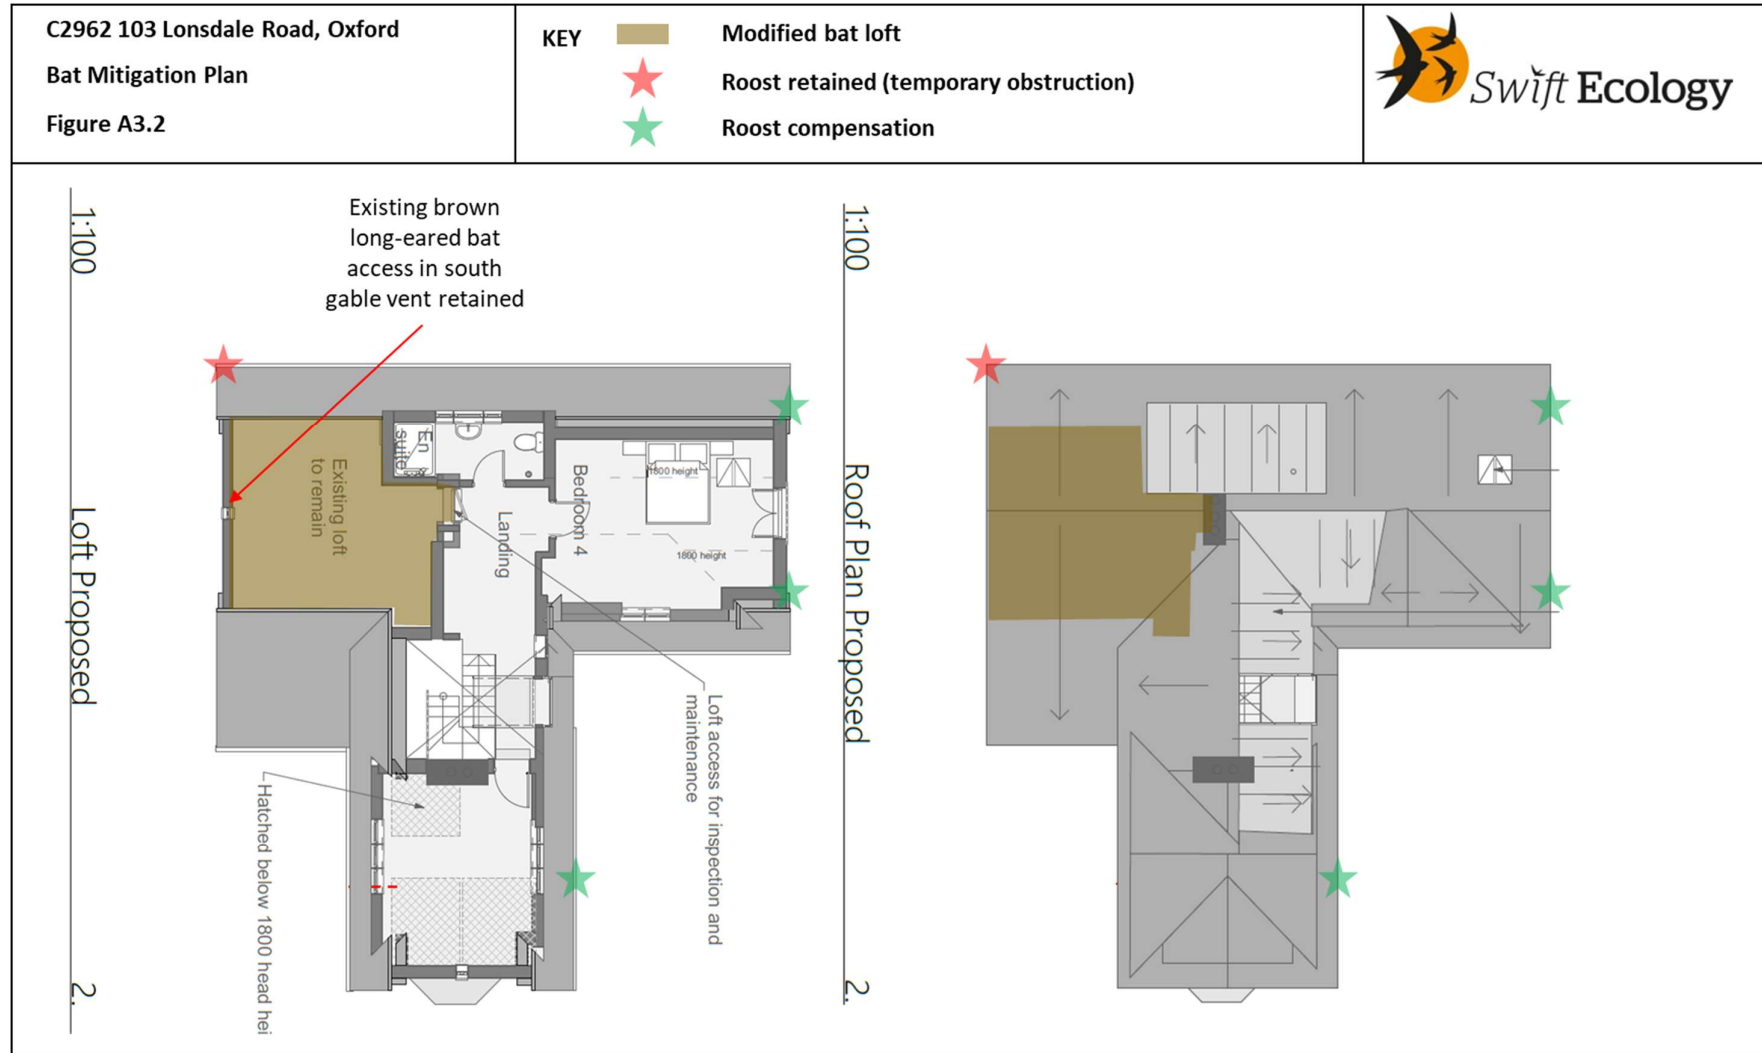 C2962 103 Lonsdale Road, Oxford
Bat Mitigation Plan
Figure A3.2
KEY
Modified bat loft
Roost retained (temporary obstruction)
Roost compensation
Swift Ecology
Existing brown
long-eared bat
access in south
gable vent retained
1:100
Loft Proposed
2.
En
suite
Existing loft
to remain
Landing
Bedroom 4
1800 height
1800 height
Loft access for inspection and
maintenance
Hatched below 1800 head hei
1:100
Roof Plan Proposed
2.